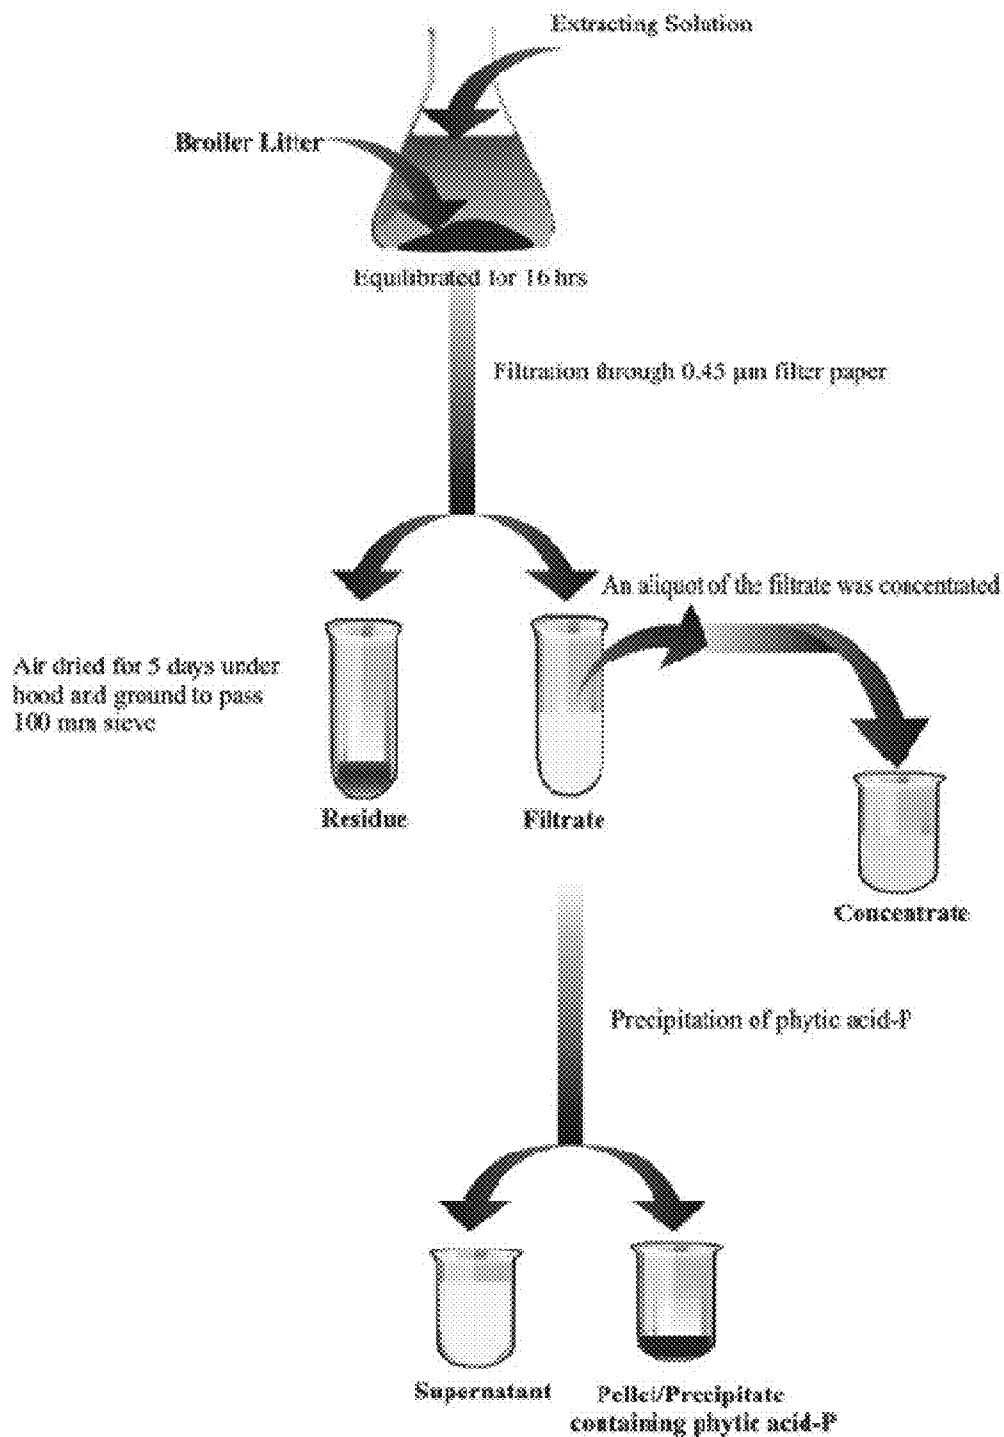 Extracting Solution
Broiler Litter
Equilibrated for 16 hrs
Filtration through 0.45 µm filter paper
An aliquot of the filtrate was concentrated
Air dried for 5 days under
hood and ground to pass
100 mm sieve
Residue
Filtrate
Concentrate
Precipitation of phytic acid-P
Supernatant
Pellet/Precipitate
containing phytic acid-P